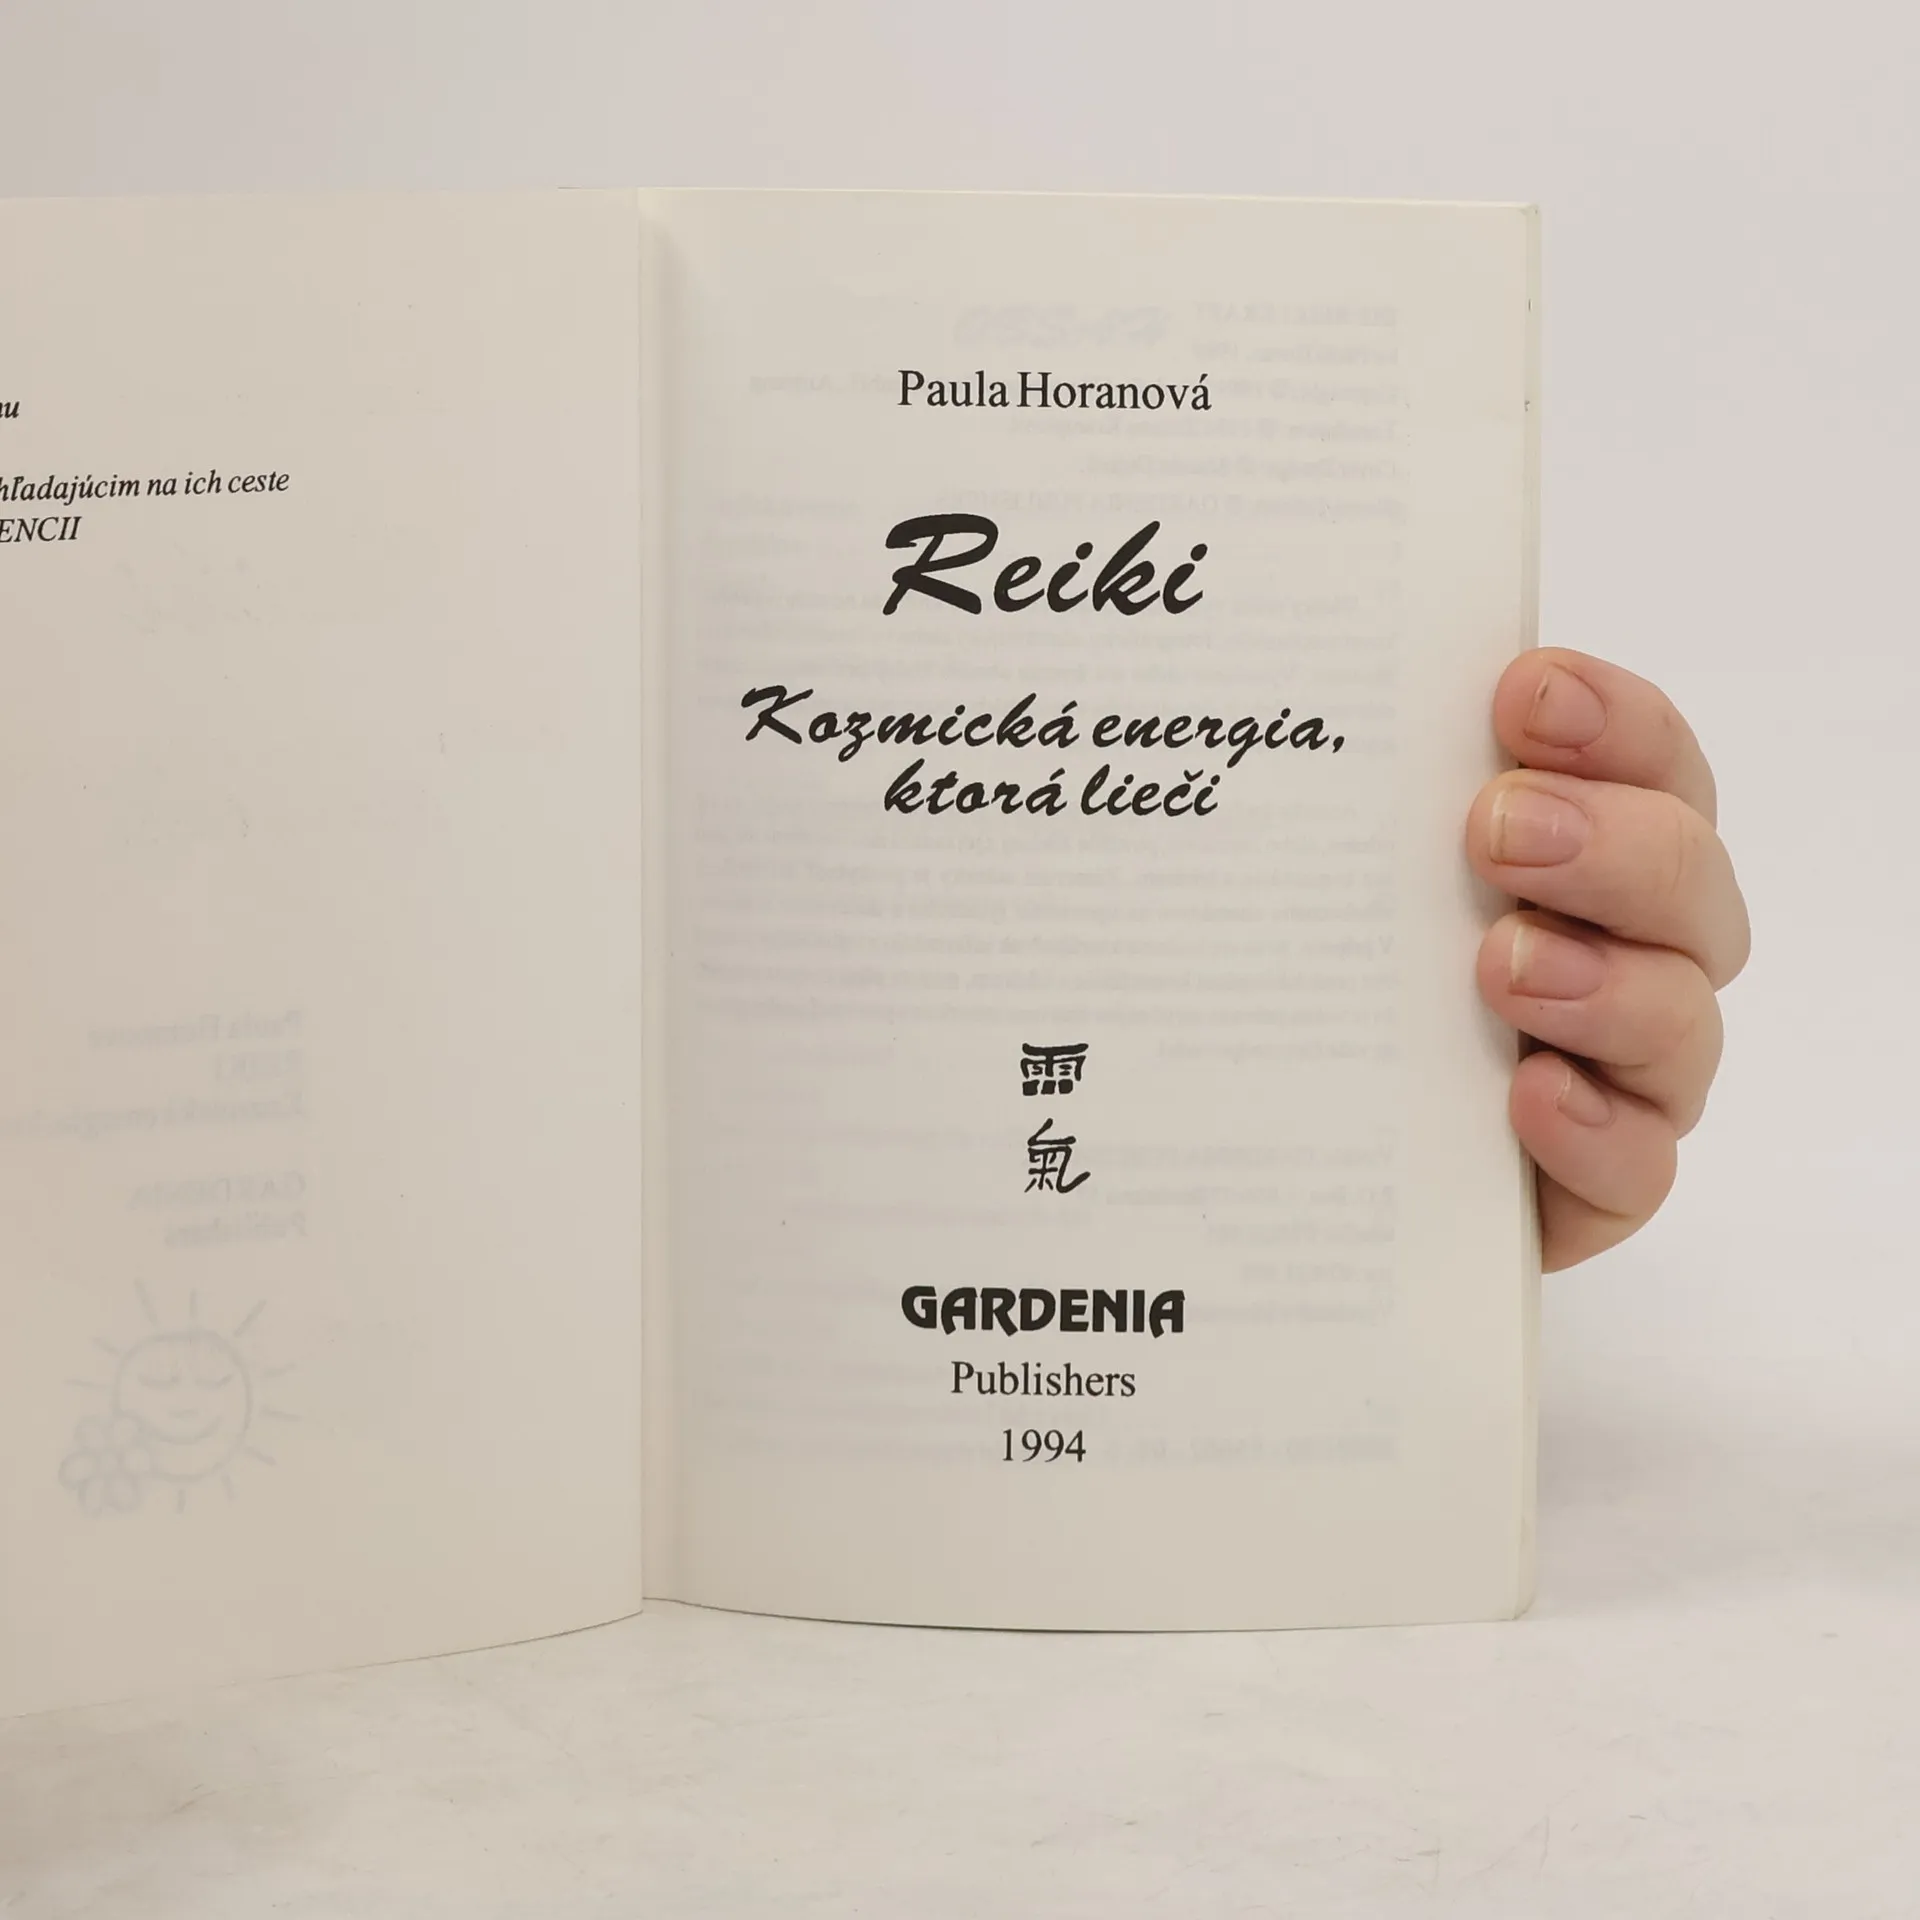 hľadajúcim na ich ceste
ENCII
Paula Horanová
Reiki
Kozmická energia,
ktorá lieči
靈
氣
GARDENIA
Publishers
1994